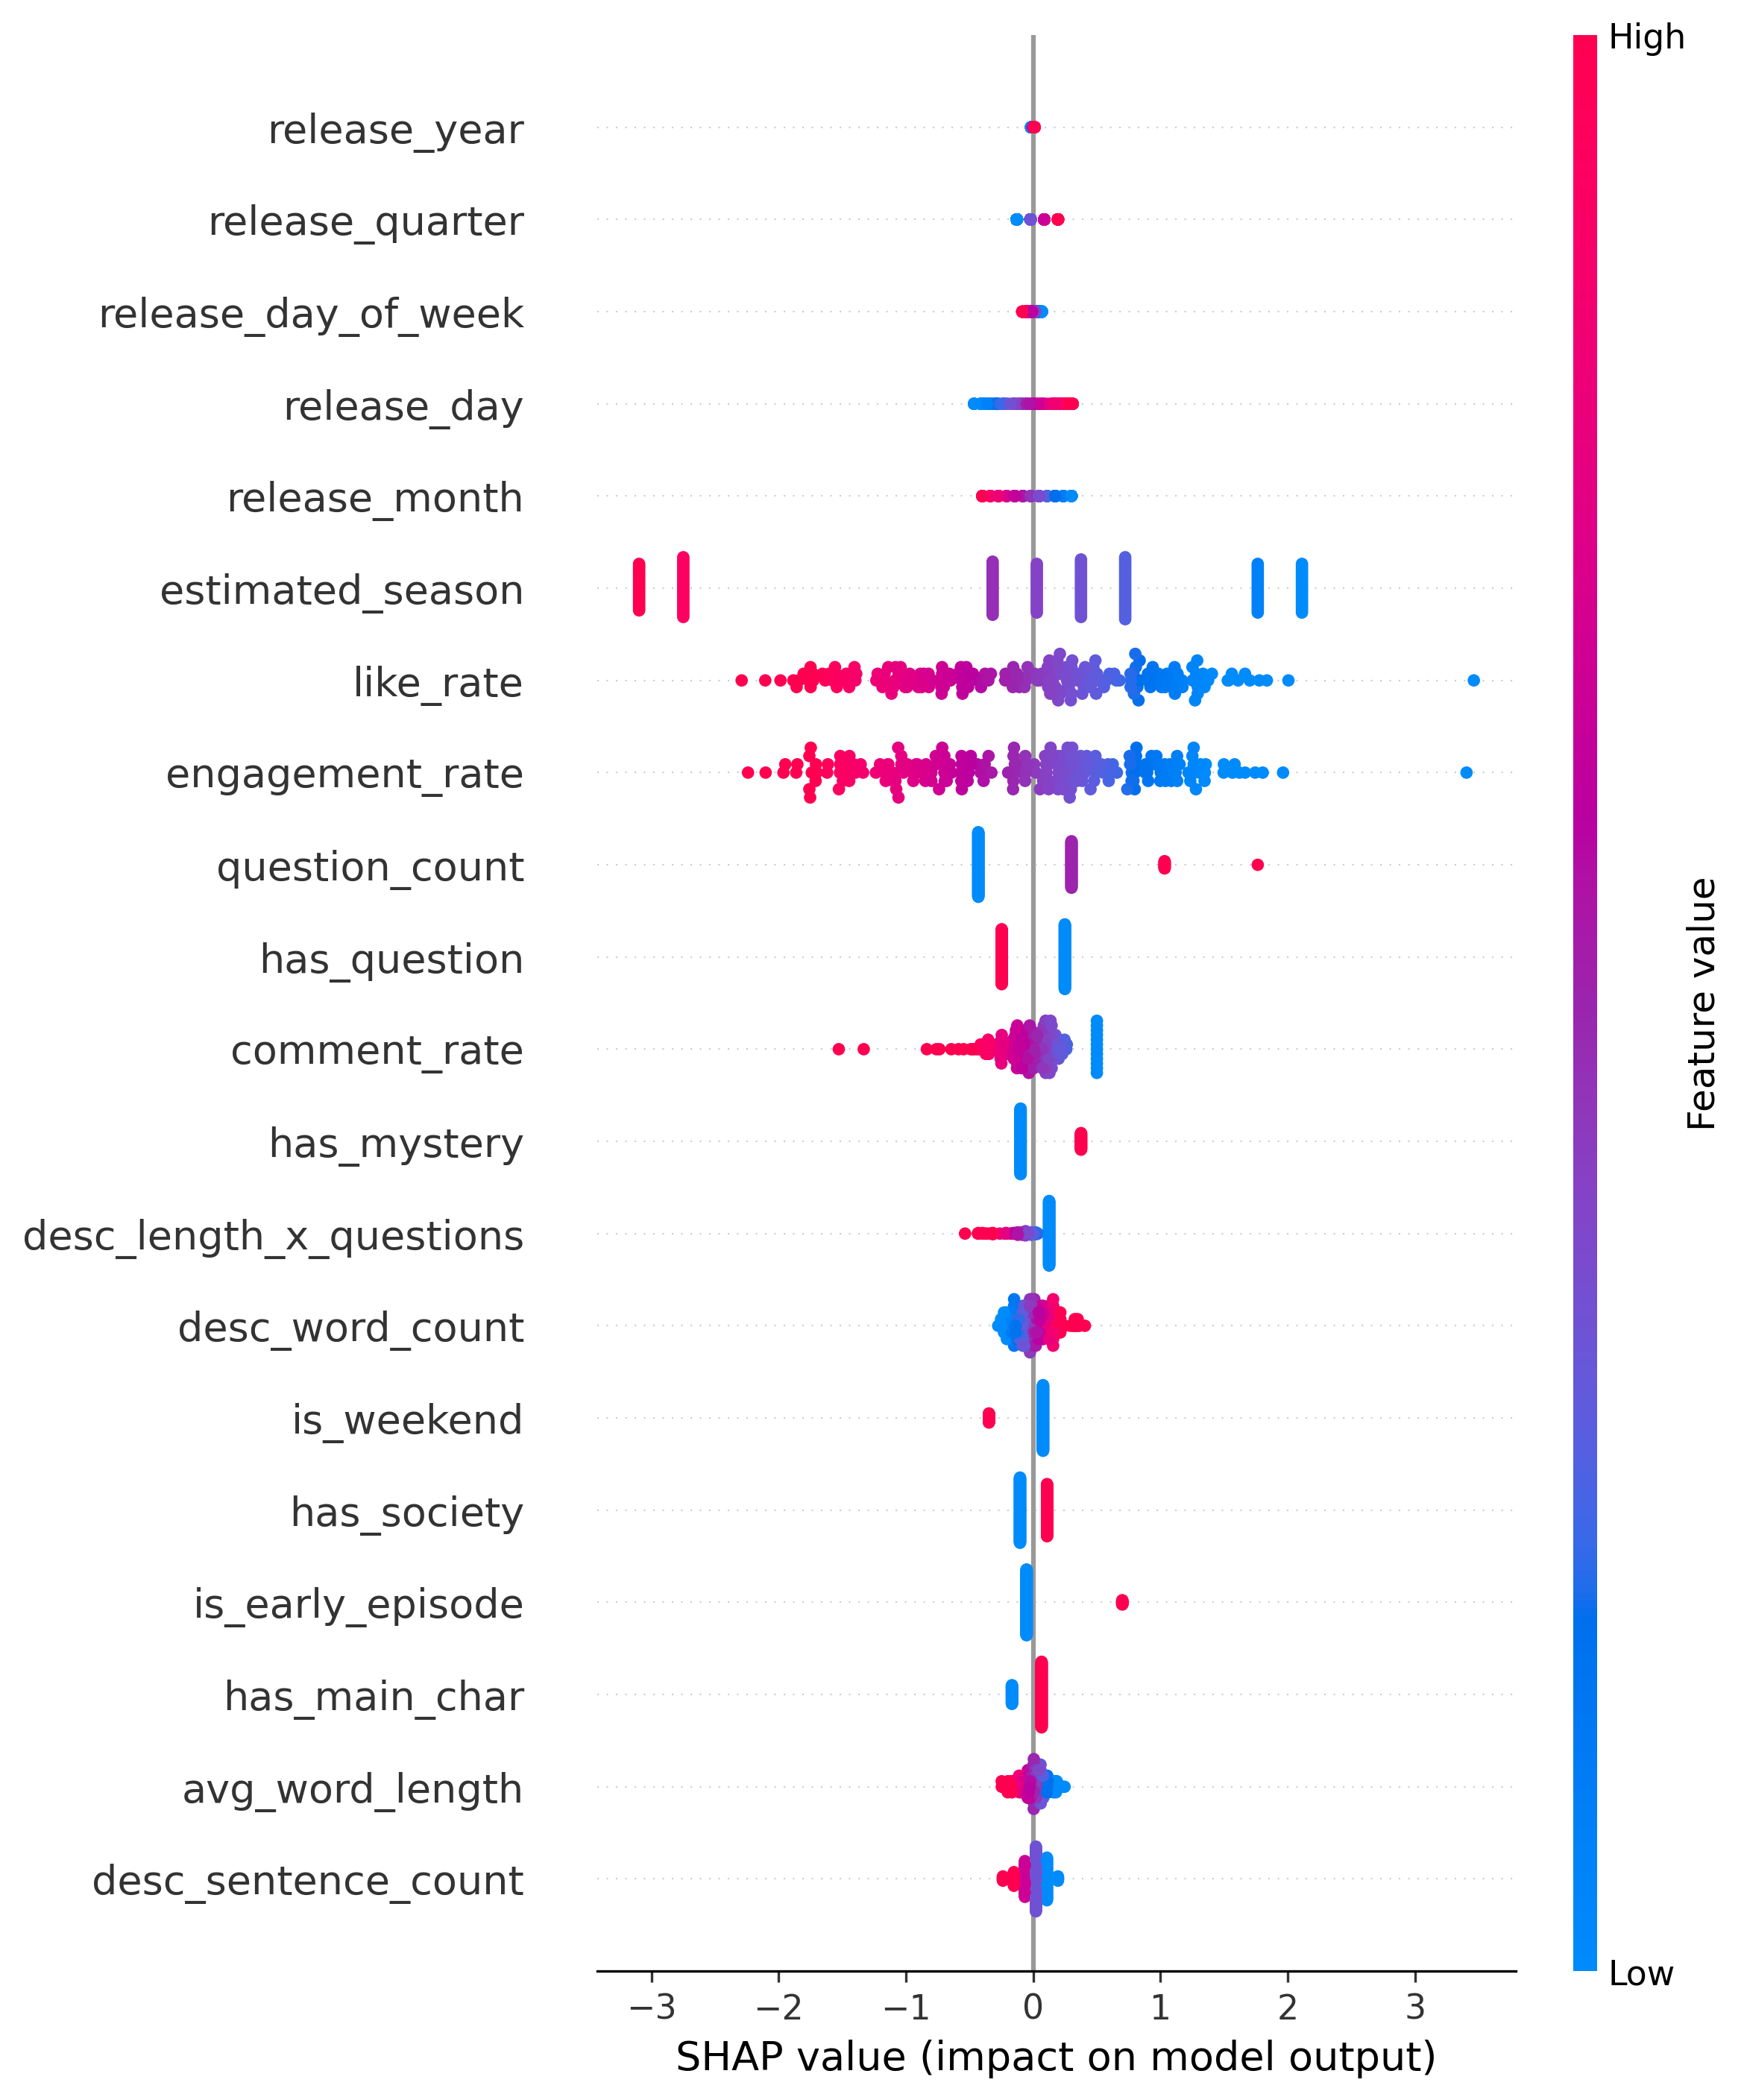 High
release_year
release_quarter
release_day_of_week
release_day
release_month
estimated_season
like_rate
engagement_rate
question_count
has_question
comment_rate
has_mystery
desc_length_x_questions
desc_word_count
is_weekend
has_society
is_early_episode
has_main_char
avg_word_length
desc_sentence_count
Feature value
Low
−3 −2 −1 0 1 2 3
SHAP value (impact on model output)